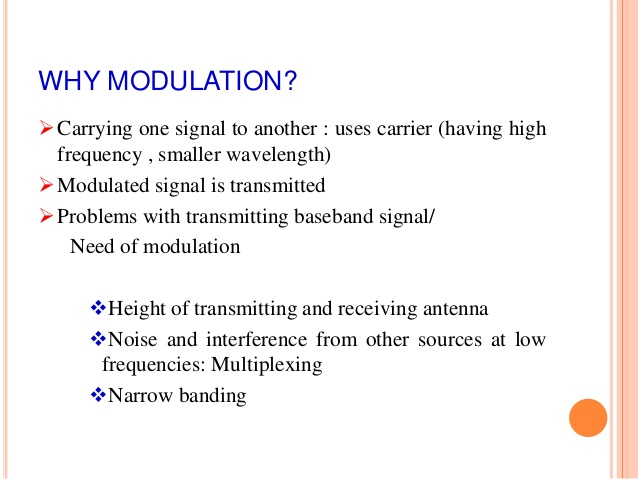 WHY MODULATION?
➢Carrying one signal to another : uses carrier (having high
frequency , smaller wavelength)
➢Modulated signal is transmitted
➢Problems with transmitting baseband signal/
Need of modulation
❖Height of transmitting and receiving antenna
❖Noise and interference from other sources at low
frequencies: Multiplexing
❖Narrow banding